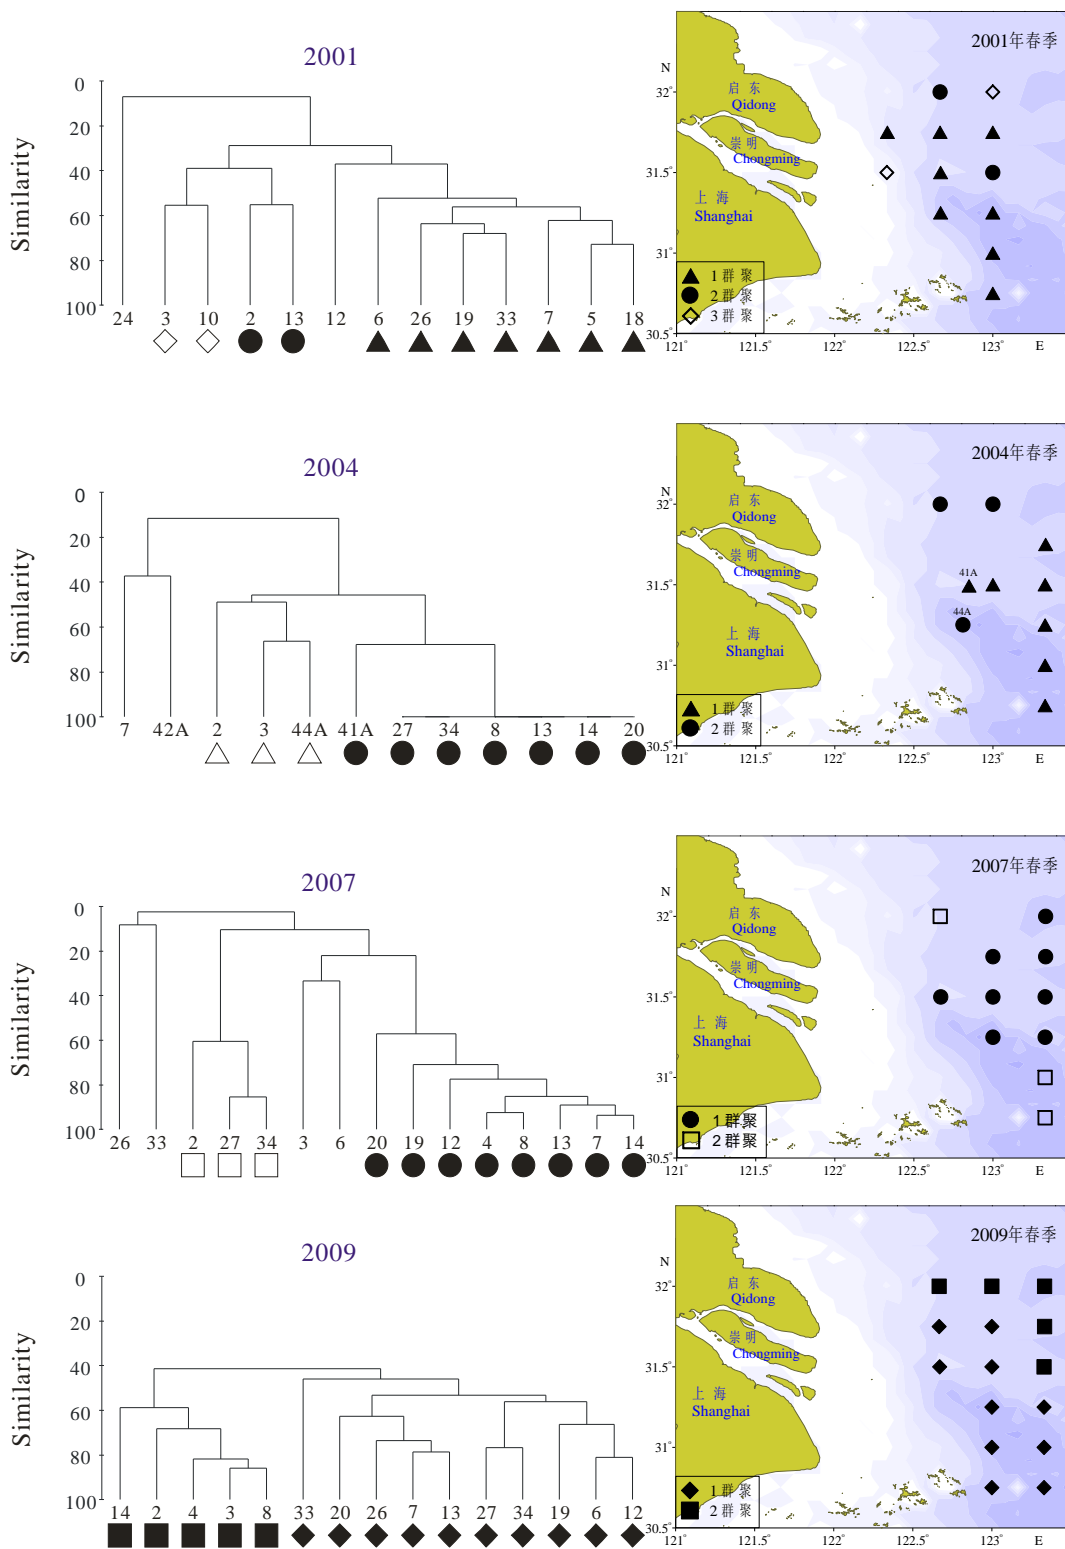 2001
0
20
40
60
80
100
Similarity
24 3 10 2 13 12 6 26 19 33 7 5 18
2001年春季
N
32°
31.5°
31°
30.5°
启东
Qidong
崇明
Chongming
上海
Shanghai
1群聚
2群聚
3群聚
121° 121.5° 122° 122.5° 123° E
2004
0
20
40
60
80
100
Similarity
7 42A 2 3 44A 41A 27 34 8 13 14 20
2004年春季
N
32°
31.5°
31°
30.5°
启东
Qidong
崇明
Chongming
上海
Shanghai
41A
44A
1群聚
2群聚
121° 121.5° 122° 122.5° 123° E
2007
0
20
40
60
80
100
Similarity
26 33 2 27 34 3 6 20 19 12 4 8 13 7 14
2007年春季
N
32°
31.5°
31°
30.5°
启东
Qidong
崇明
Chongming
上海
Shanghai
1群聚
2群聚
121° 121.5° 122° 122.5° 123° E
2009
0
20
40
60
80
100
Similarity
14 2 4 3 8 33 20 26 7 13 27 34 19 6 12
2009年春季
N
32°
31.5°
31°
30.5°
启东
Qidong
崇明
Chongming
上海
Shanghai
1群聚
2群聚
121° 121.5° 122° 122.5° 123° E